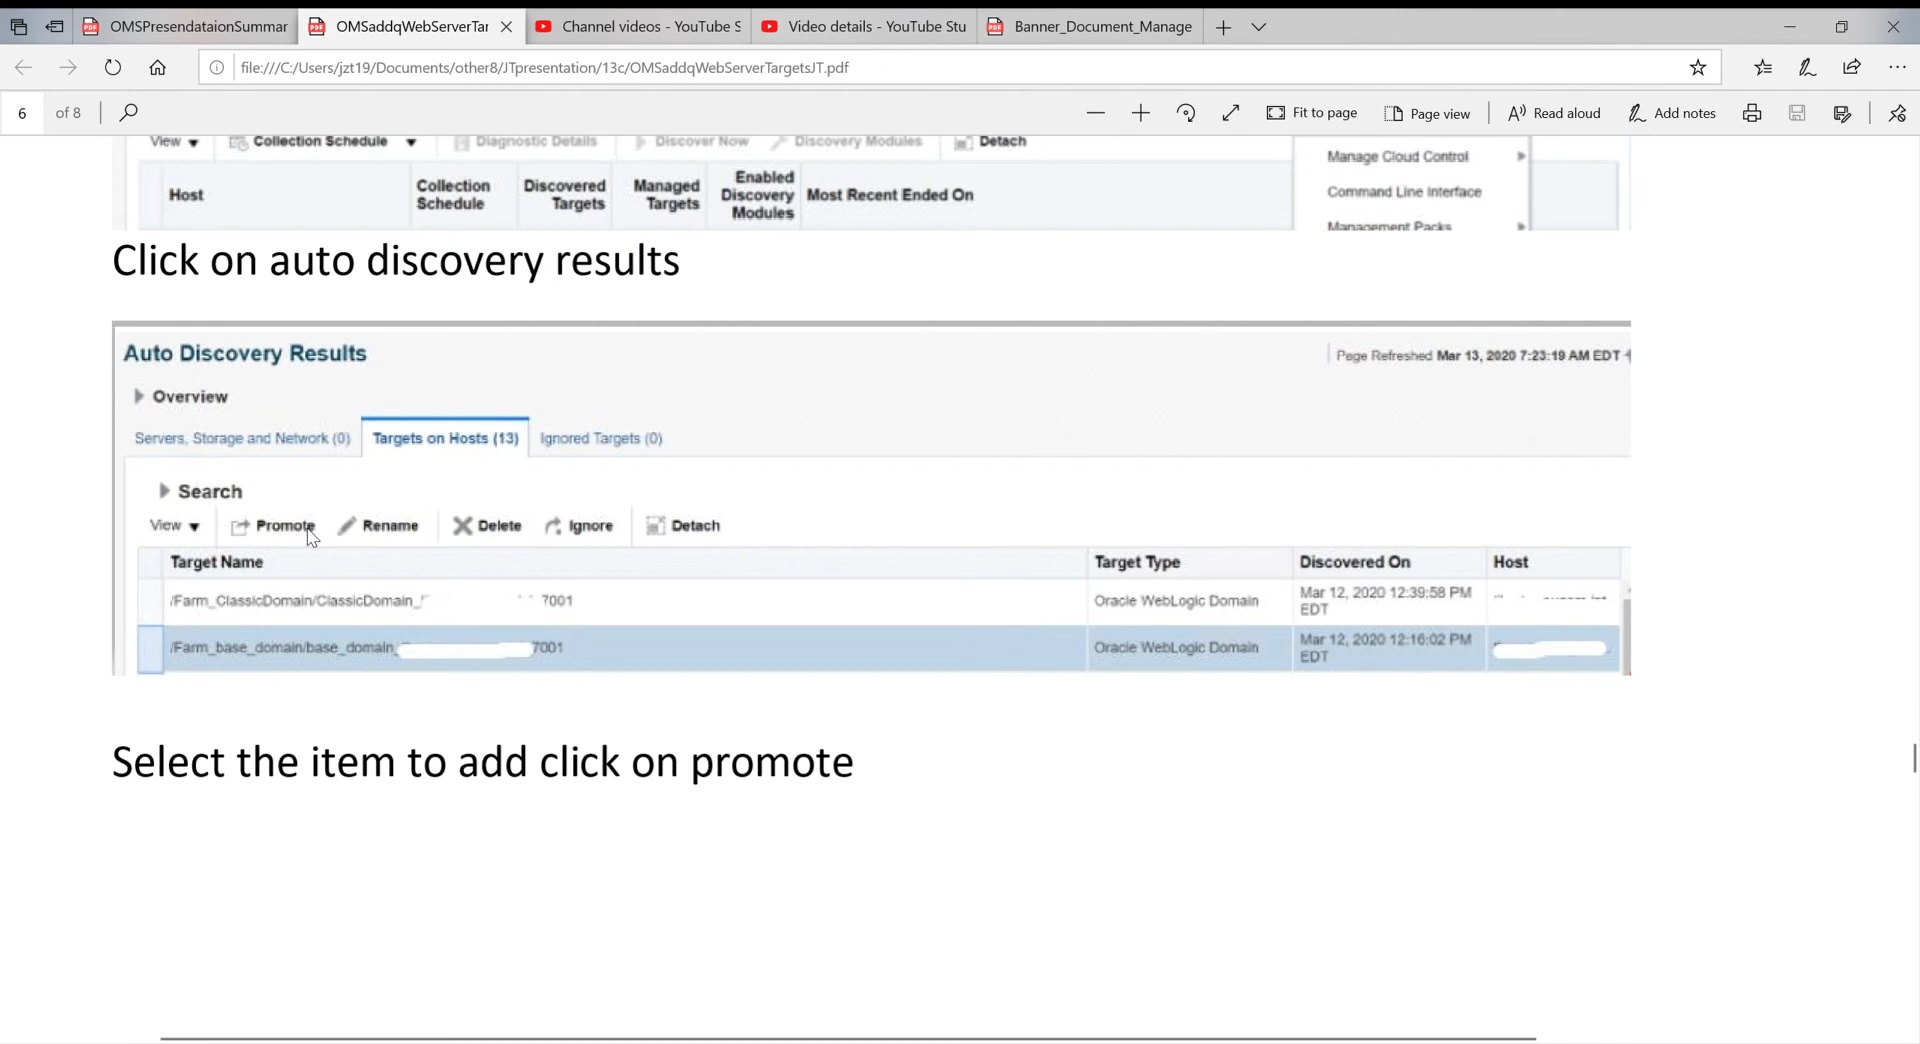 OMSPresendataionSummar
OMSaddqWebServerTar
Channel videos - YouTube S
Video details - YouTube Stu
Banner_Document_Manage
file:///C:/Users/jzt19/Documents/other8/JTpresentation/13c/OMSaddqWebServerTargetsJT.pdf
6 of 8
Fit to page
Page view
Read aloud
Add notes
View
Collection Schedule
Diagnostic Details
Discover Now
Discovery Modules
Detach
Manage Cloud Control
Command Line Interface
Management Packs
Host
Collection Schedule
Discovered Targets
Managed Targets
Enabled Discovery Modules
Most Recent Ended On
Click on auto discovery results
Auto Discovery Results
Page Refreshed Mar 13, 2020 7:23:19 AM EDT
Overview
Servers, Storage and Network (0)
Targets on Hosts (13)
Ignored Targets (0)
Search
View
Promote
Rename
Delete
Ignore
Detach
Target Name
Target Type
Discovered On
Host
/Farm_ClassicDomain/ClassicDomain_ 7001
Oracle WebLogic Domain
Mar 12, 2020 12:39:58 PM EDT
/Farm_base_domain/base_domain_ 7001
Oracle WebLogic Domain
Mar 12, 2020 12:16:02 PM EDT
Select the item to add click on promote